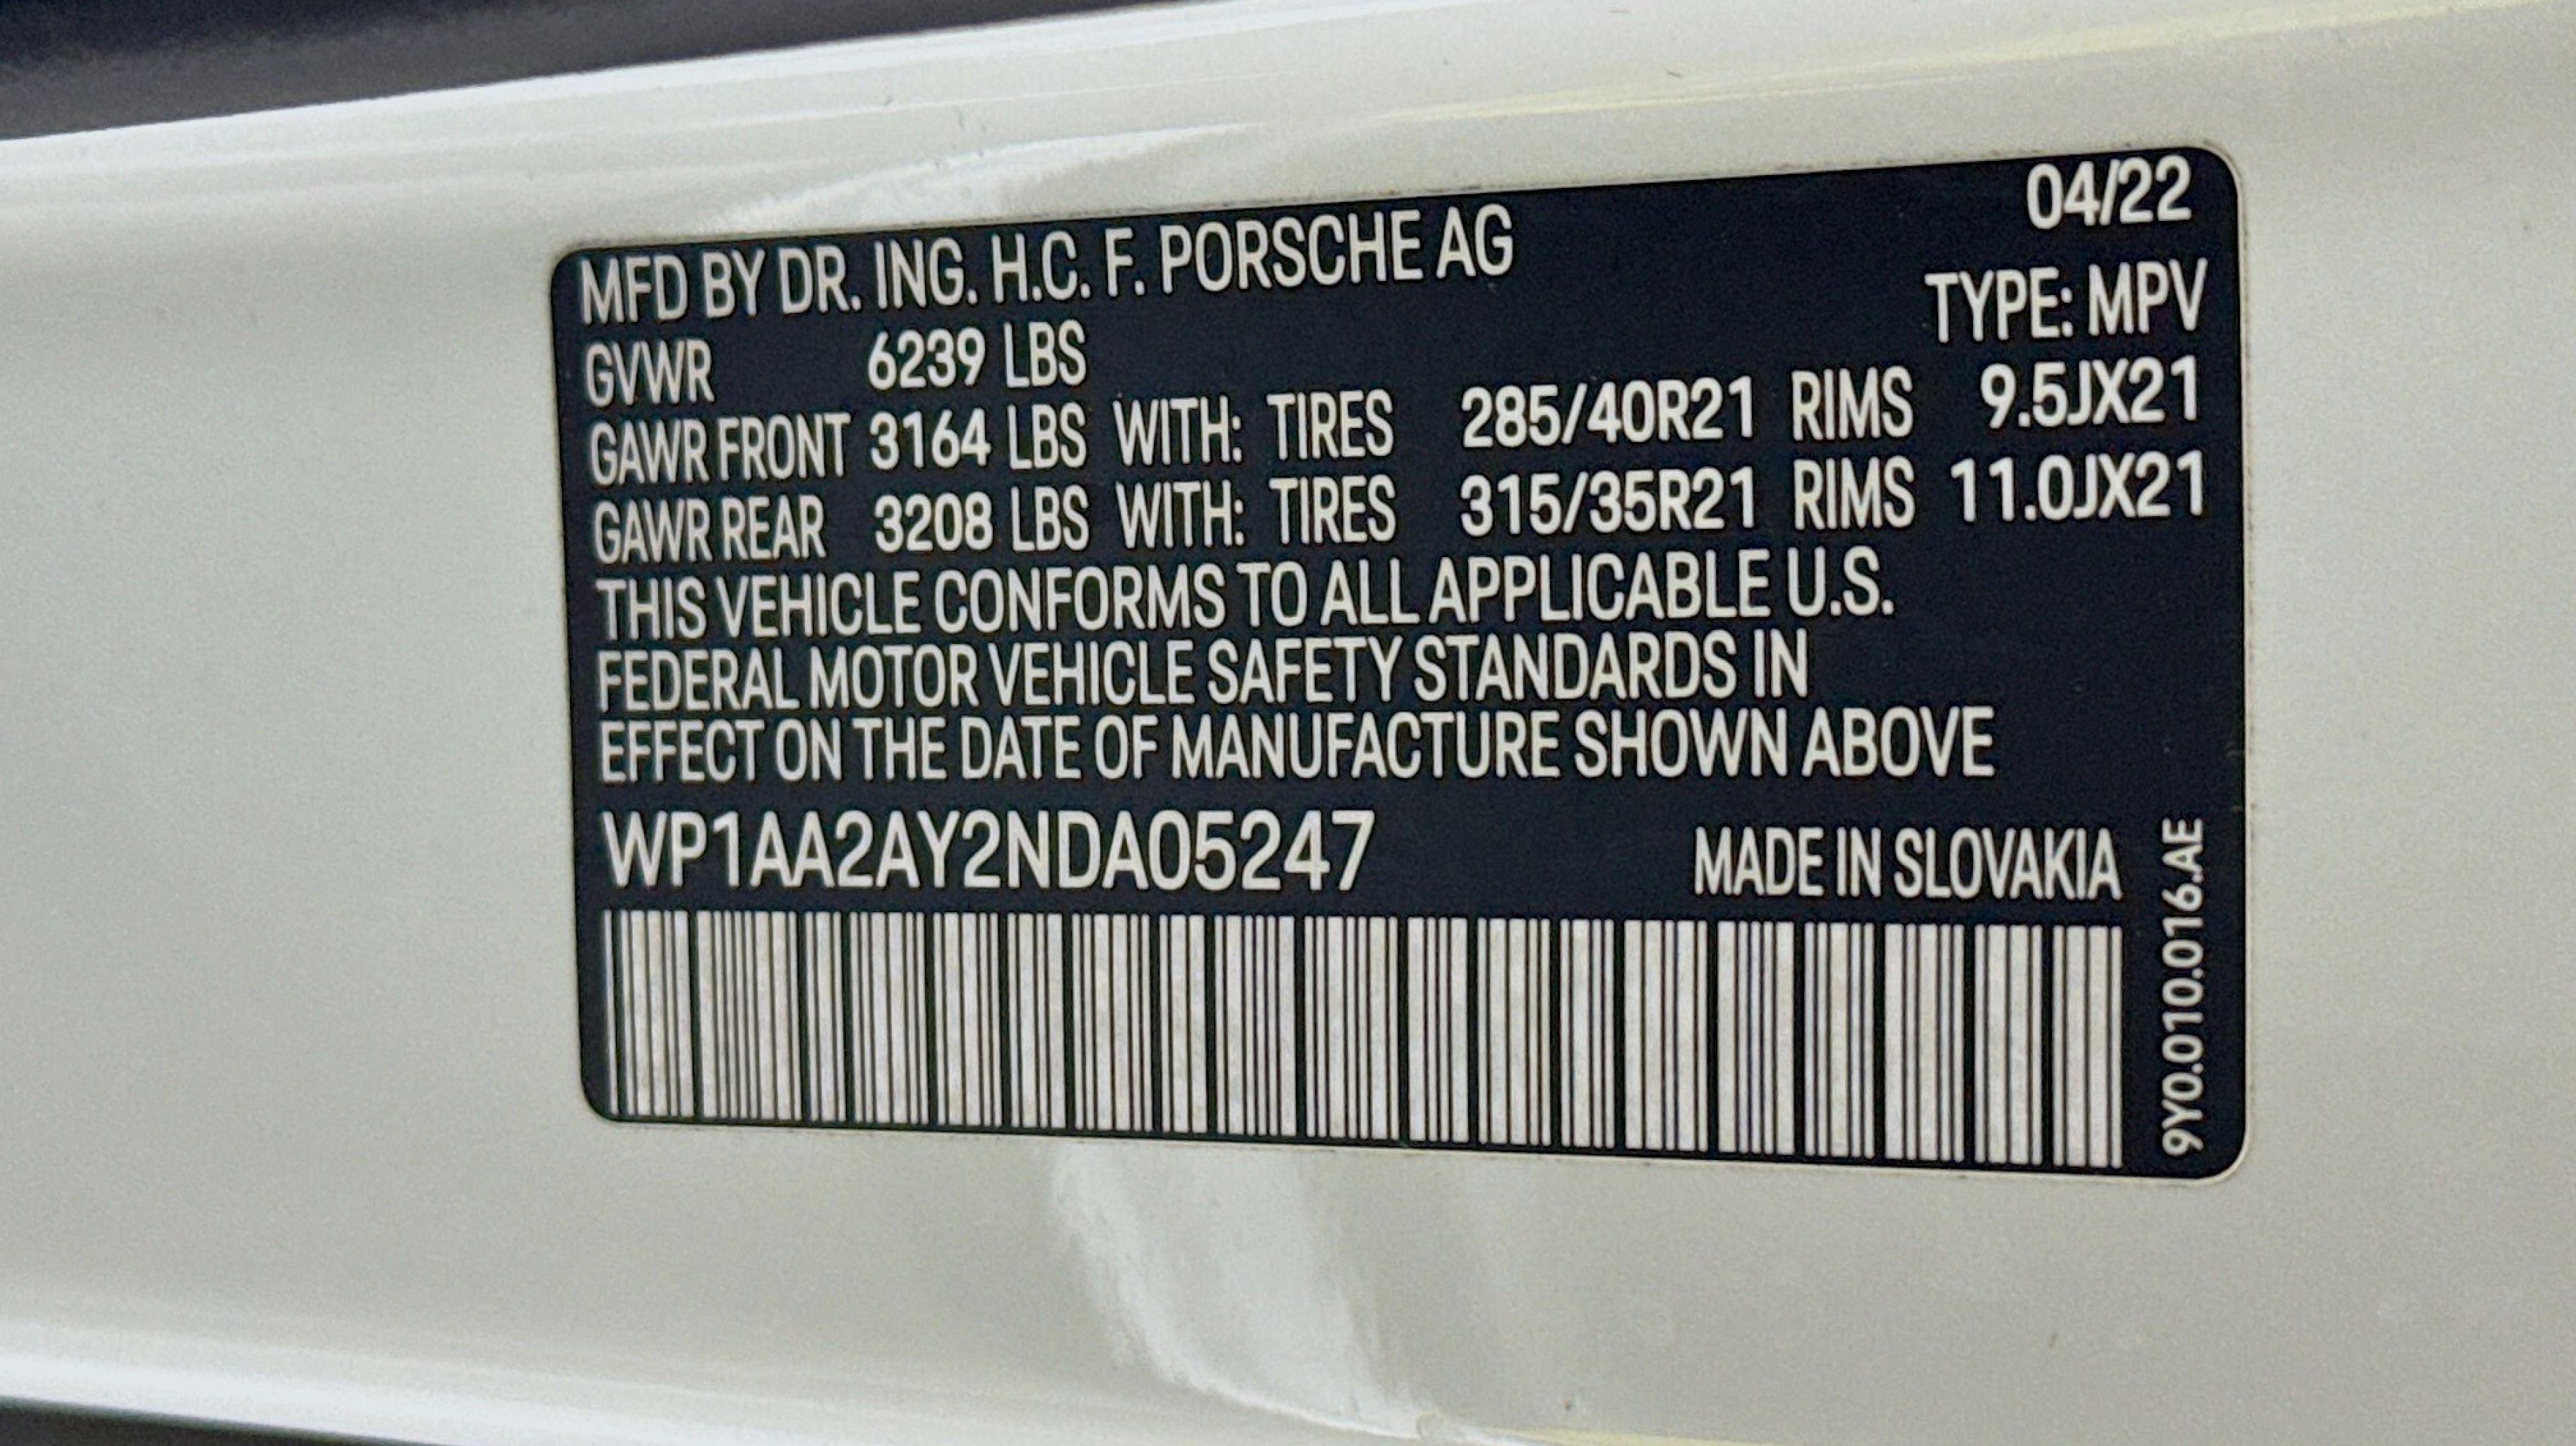 04/22
MFD BY DR. ING. H.C. F. PORSCHE AG
TYPE: MPV
GVWR 6239 LBS
GAWR FRONT 3164 LBS WITH: TIRES 285/40R21 RIMS 9.5JX21
GAWR REAR 3208 LBS WITH: TIRES 315/35R21 RIMS 11.0JX21
THIS VEHICLE CONFORMS TO ALL APPLICABLE U.S.
FEDERAL MOTOR VEHICLE SAFETY STANDARDS IN
EFFECT ON THE DATE OF MANUFACTURE SHOWN ABOVE
WP1AA2AY2NDA05247 MADE IN SLOVAKIA
9Y0.010.016.AE